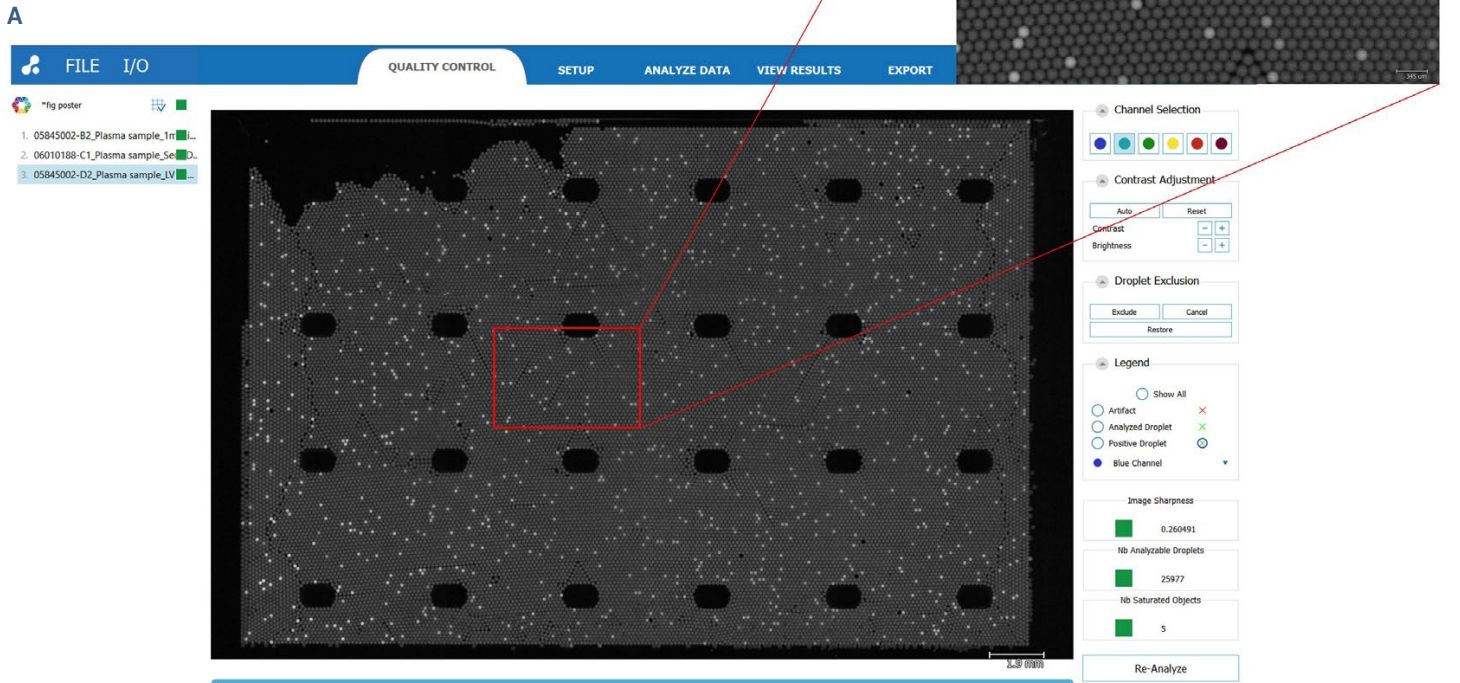 A
FILE I/O
QUALITY CONTROL
SETUP
ANALYZE DATA
VIEW RESULTS
EXPORT
345 um
*fig poster
1. 05845002-B2_Plasma sample_1m
2. 06010188-C1_Plasma sample_Se
3. 05845002-D2_Plasma sample_LV
Channel Selection
Contrast Adjustment
Auto
Reset
Contrast
Brightness
Droplet Exclusion
Exclude
Cancel
Restore
Legend
Show All
Artifact
Analyzed Droplet
Positive Droplet
Blue Channel
Image Sharpness
0.260491
Nb Analyzable Droplets
25977
Nb Saturated Objects
5
1.9 mm
Re-Analyze